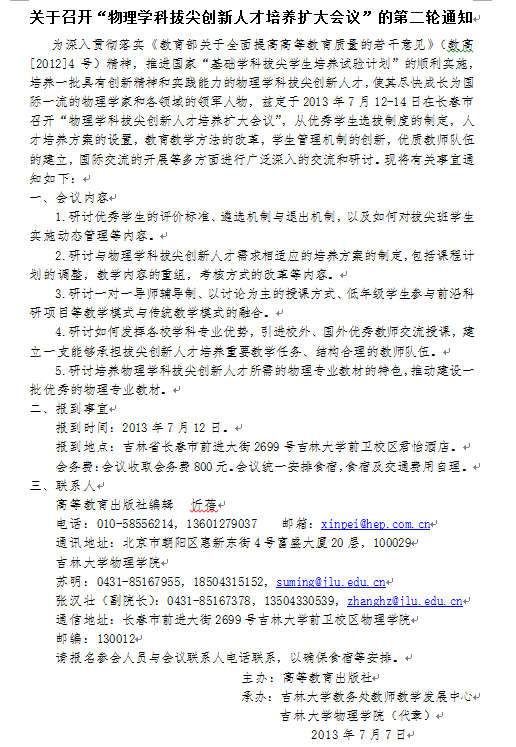 关于召开“物理学科拔尖创新人才培养扩大会议”的第二轮通知
为深入贯彻落实《教育部关于全面提高高等教育质量的若干意见》（教高
[2012]4 号）精神，推进国家“基础学科拔尖学生培养试验计划”的顺利实施，
培养一批具有创新精神和实践能力的物理学科拔尖创新人才，使其尽快成长为国
际一流的物理学家和各领域的领军人物，兹定于 2013 年 7 月 12-14 日在长春市
召开“物理学科拔尖创新人才培养扩大会议”，从优秀学生选拔制度的制定，人
才培养方案的设置，教育教学方法的改革，学生管理机制的创新，优质教师队伍
的建立，国际交流的开展等多方面进行广泛深入的交流和研讨。现将有关事宜通
知如下：
一、会议内容
1.研讨优秀学生的评价标准、遴选机制与退出机制，以及如何对拔尖班学生
实施动态管理等内容。
2.研讨与物理学科拔尖创新人才需求相适应的培养方案的制定，包括课程计
划的调整，教学内容的重组，考核方式的改革等内容。
3.研讨一对一导师辅导制、以讨论为主的授课方式、低年级学生参与前沿科
研项目等教学模式与传统教学模式的融合。
4.研讨如何发挥各校学科专业优势，引进校外、国外优秀教师交流授课，建
立一支能够承担拔尖创新人才培养重要教学任务、结构合理的教师队伍。
5.研讨培养物理学科拔尖创新人才所需的物理专业教材的特色，推动建设一
批优秀的物理专业教材。
二、报到事宜
报到时间：2013 年 7 月 12 日。
报到地点：吉林省长春市前进大街 2699 号吉林大学前卫校区君怡酒店。
会务费：会议收取会务费 800 元。会议统一安排食宿，食宿及交通费用自理。
三、联系人
高等教育出版社编辑 忻蓓
电话：010-58556214，13601279037 邮箱：xinpei@hep.com.cn
通讯地址：北京市朝阳区惠新东街 4 号富盛大厦 20 层，100029
吉林大学物理学院
苏明：0431-85167955，18504315152，suming@jlu.edu.cn
张汉壮（副院长）：0431-85167378，13504330539，zhanghz@jlu.edu.cn
通信地址：长春市前进大街 2699 号吉林大学前卫校区物理学院
邮编：130012
请报名参会人员与会议联系人电话联系，以确保食宿等安排。
主办：高等教育出版社
承办：吉林大学教务处教师教学发展中心
吉林大学物理学院（代章）
2013 年 7 月 7 日